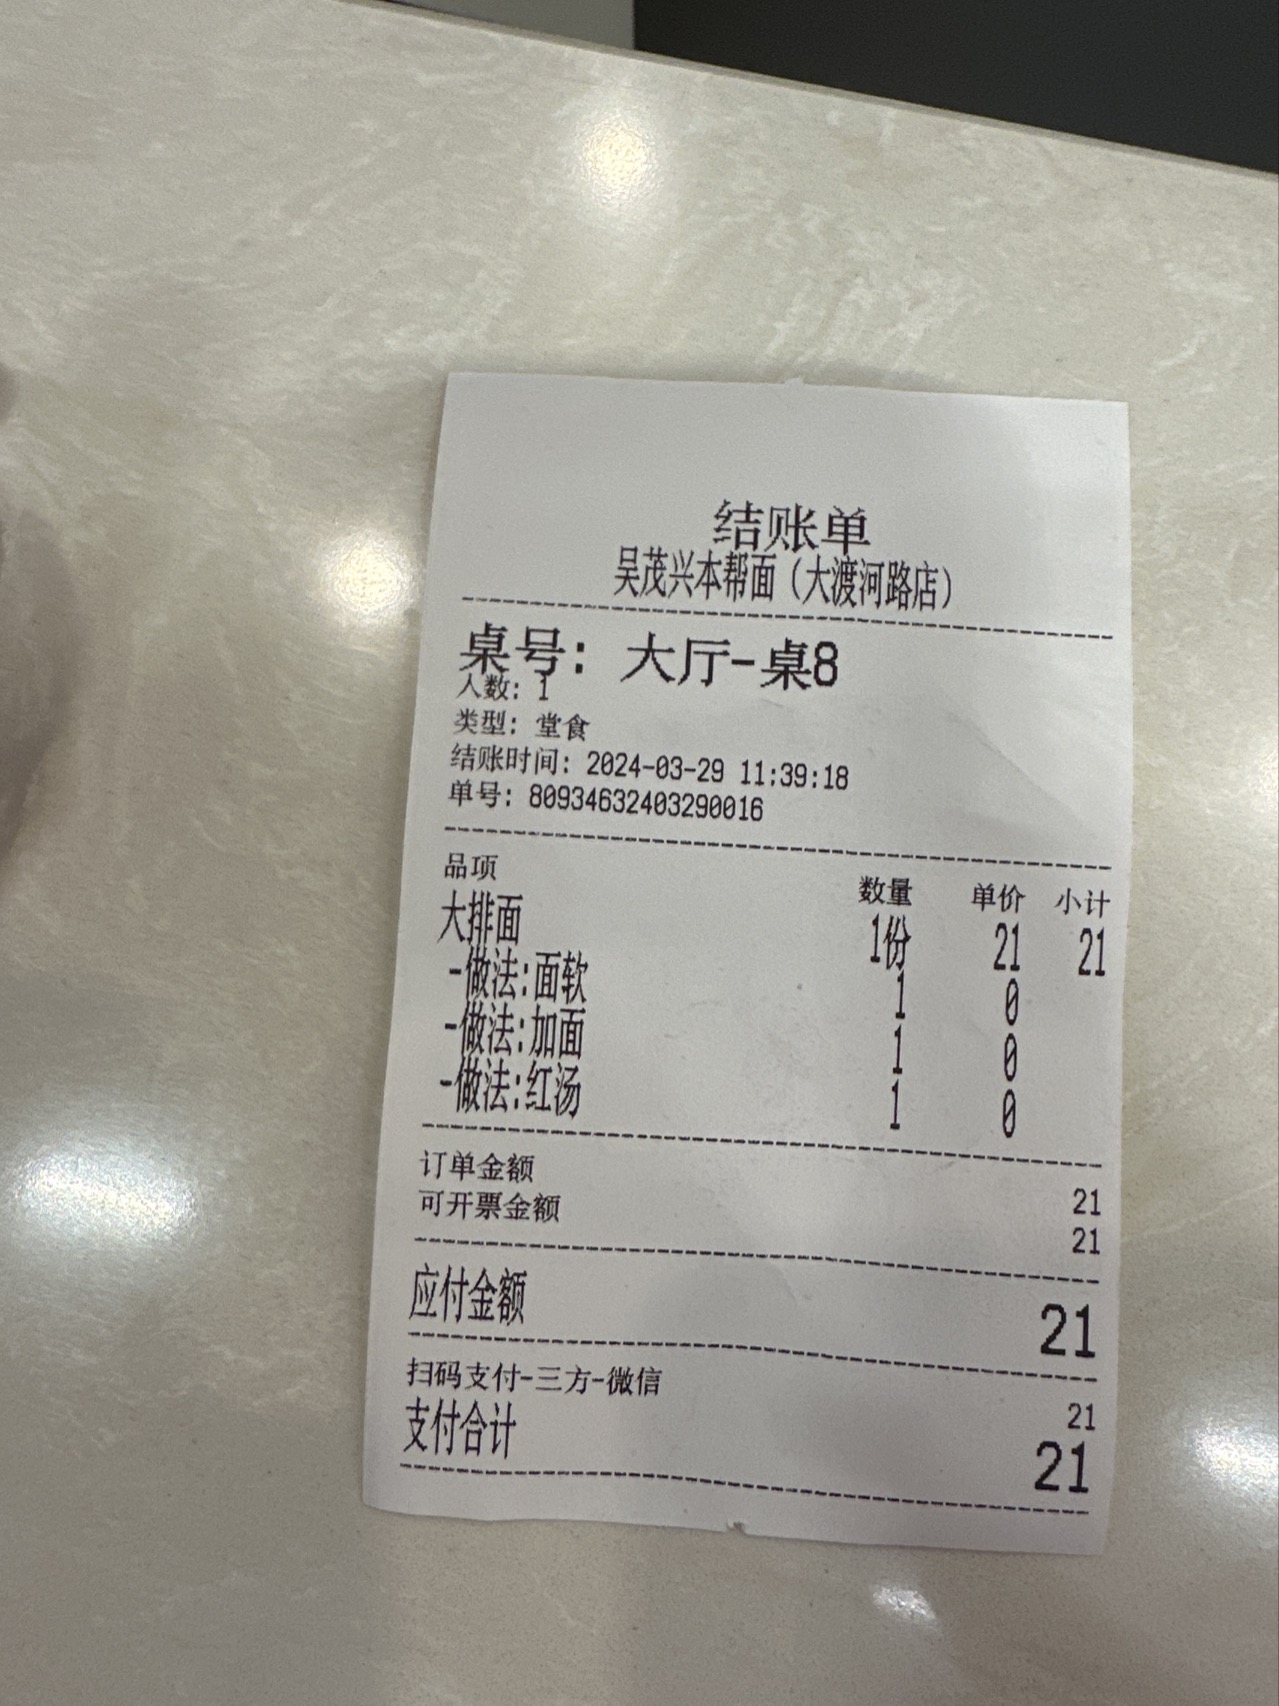 结账单
吴茂兴本帮面（大渡河路店）
桌号：大厅-桌8
人数：1
类型：堂食
结账时间：2024-03-29 11:39:18
单号：80934632403290016
品项 数量 单价 小计
大排面 1份 21 21
-做法:面软 1 0
-做法:加面 1 0
-做法:红汤 1 0
订单金额 21
可开票金额 21
应付金额 21
扫码支付-三方-微信 21
支付合计 21